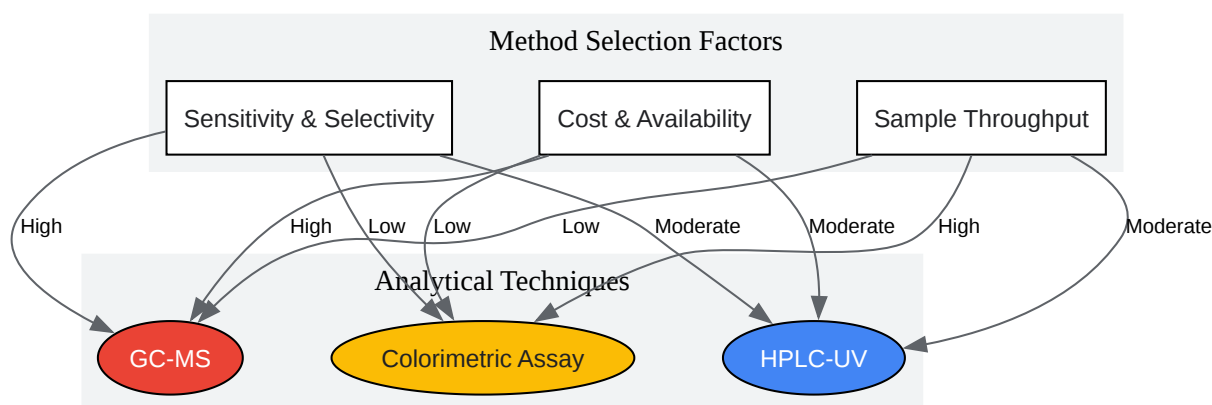 Method Selection Factors
Sensitivity & Selectivity
Cost & Availability
Sample Throughput
High
High
Low
Low
Low
Moderate
Moderate
High
Moderate
Analytical Techniques
GC-MS
Colorimetric Assay
HPLC-UV